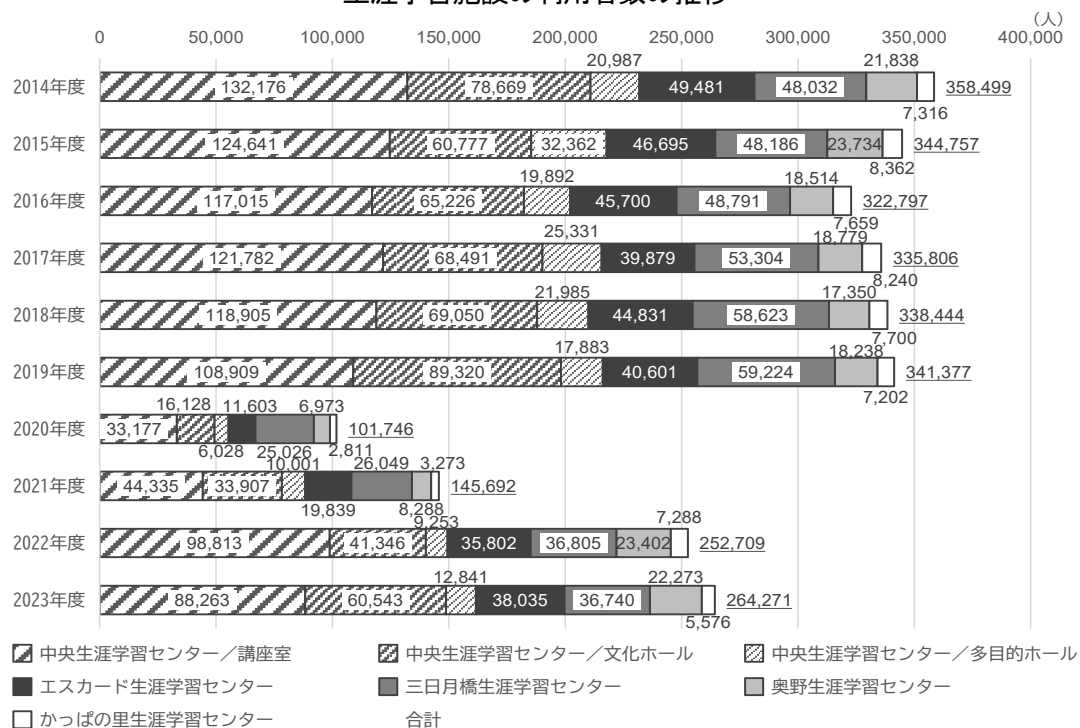 (人)
0 50,000 100,000 150,000 200,000 250,000 300,000 350,000 400,000
20,987 21,838
2014年度 132,176 78,669 49,481 48,032 358,499
7,316
2015年度 124,641 60,777 32,362 46,695 48,186 23,734 344,757
8,362
19,892 18,514
2016年度 117,015 65,226 45,700 48,791 322,797
7,659
25,331 18,779
2017年度 121,782 68,491 39,879 53,304 335,806
8,240
21,985 17,350
2018年度 118,905 69,050 44,831 58,623 338,444
7,700
17,883 18,238
2019年度 108,909 89,320 40,601 59,224 341,377
7,202
16,128 11,603 6,973
2020年度 33,177 101,746
6,028 25,026 2,811
10,001 26,049 3,273
2021年度 44,335 33,907 145,692
19,839 8,288
9,253 7,288
2022年度 98,813 41,346 35,802 36,805 23,402 252,709
12,841 22,273
2023年度 88,263 60,543 38,035 36,740 264,271
5,576
中央生涯学習センター／講座室 中央生涯学習センター／文化ホール 中央生涯学習センター／多目的ホール
エスカード生涯学習センター 三日月橋生涯学習センター 奥野生涯学習センター
かっぱの里生涯学習センター 合計